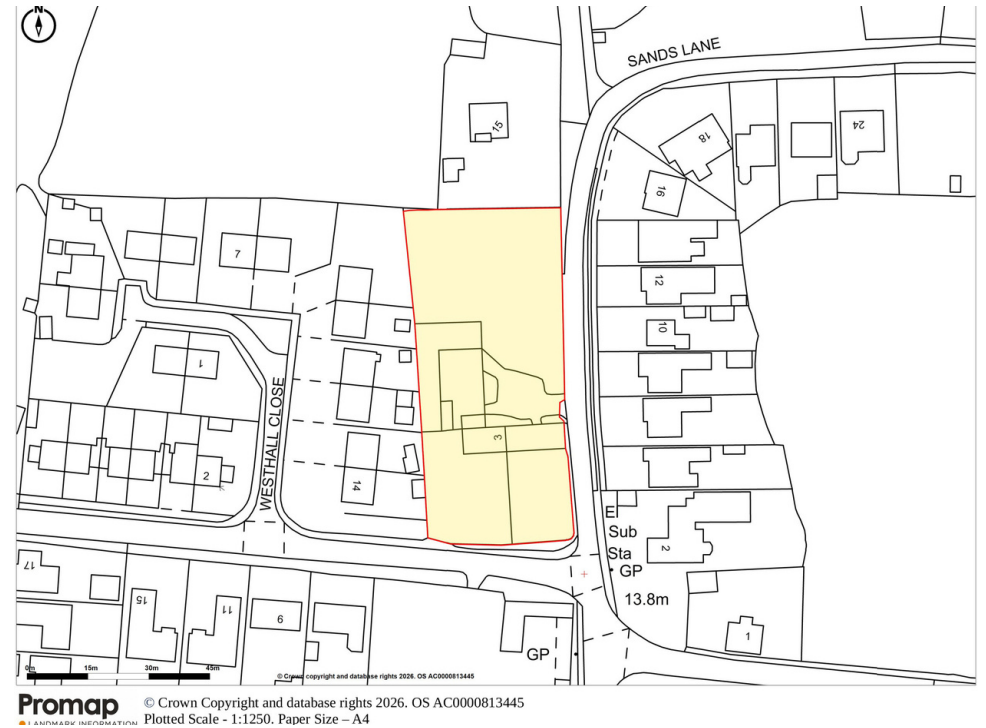 N
SANDS LANE
15
18
24
16
7
12
10
1
WESTHALL CLOSE
3
2
14
El
Sub
Sta
2
GP
13.8m
17
15
11
9
1
GP
0m 15m 30m 45m
© Crown copyright and database rights 2026. OS AC0000813445
Promap
LANDMARK INFORMATION
© Crown Copyright and database rights 2026. OS AC0000813445
Plotted Scale - 1:1250. Paper Size – A4